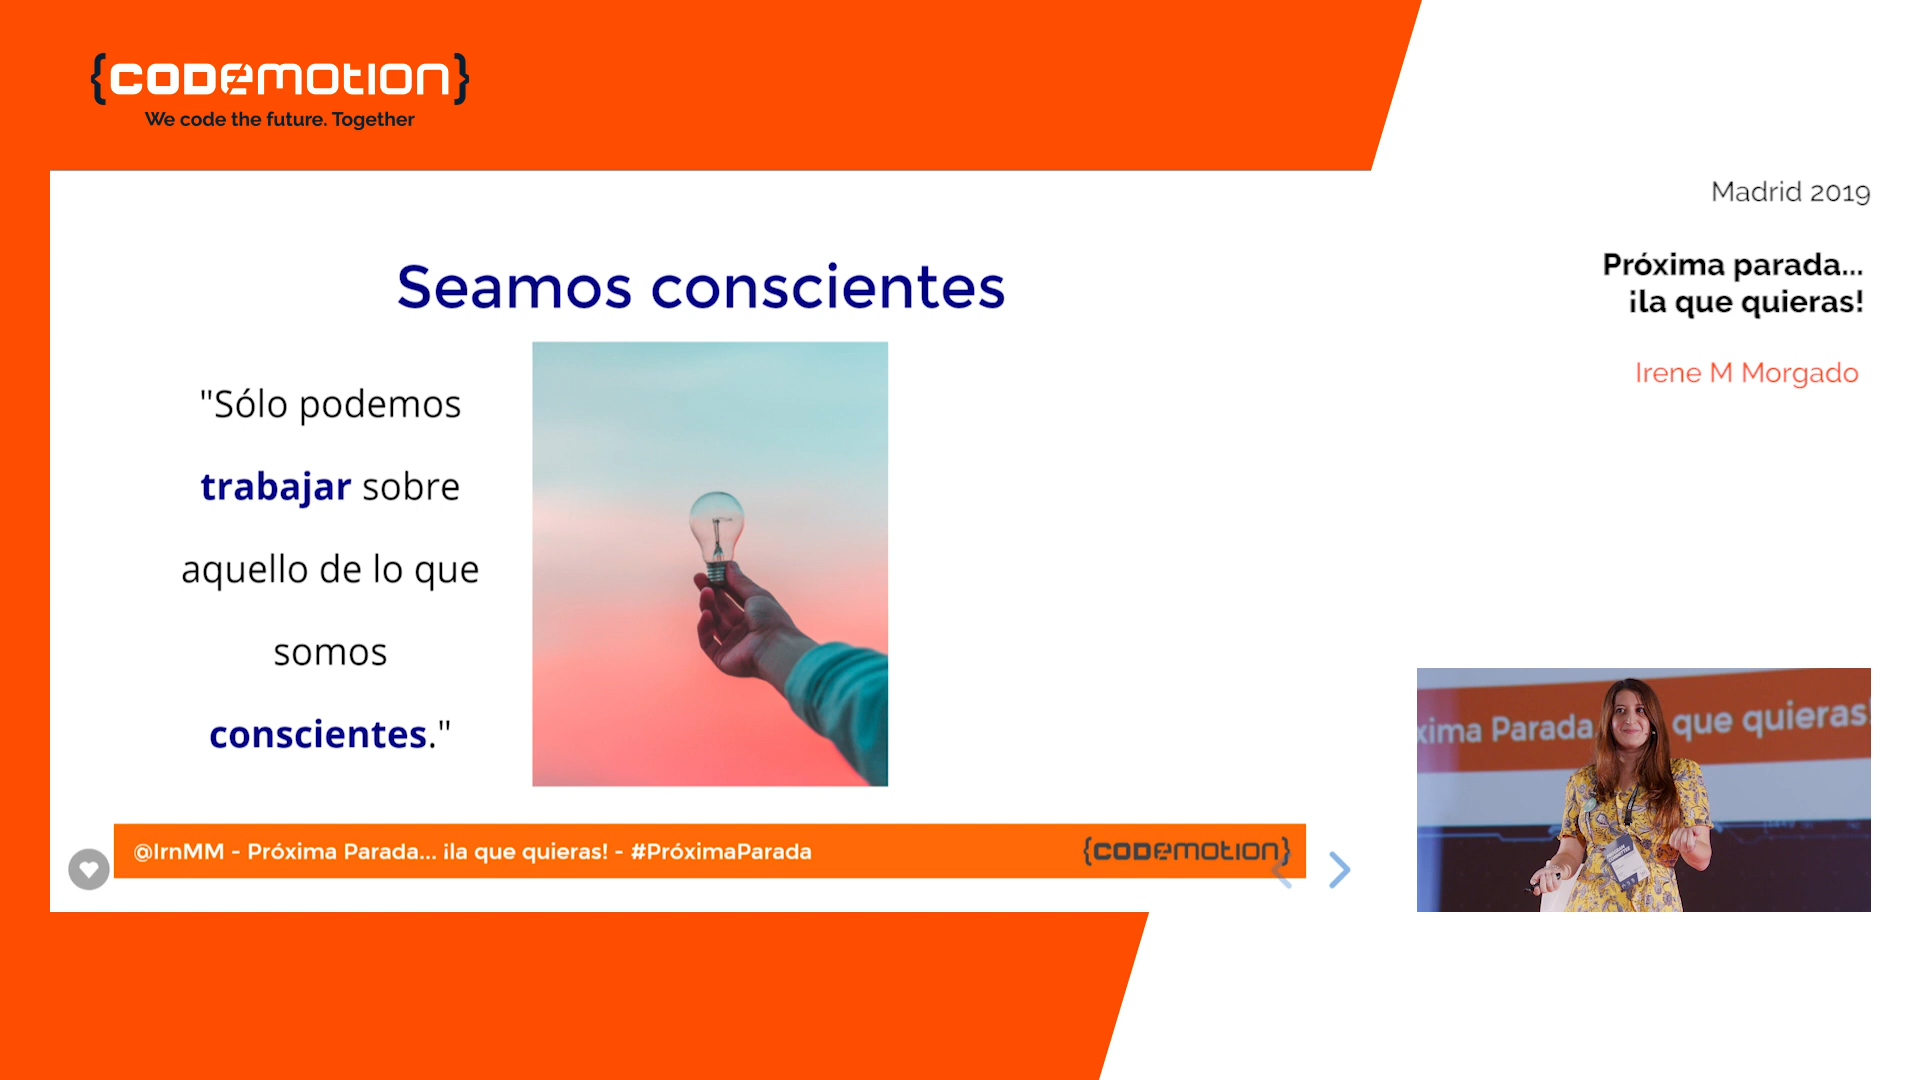 {CODEMOTION}
We code the future. Together
Madrid 2019
Próxima parada...
¡la que quieras!
Irene M Morgado
Seamos conscientes
"Sólo podemos
trabajar sobre
aquello de lo que
somos
conscientes."
@IrnMM - Próxima Parada... ¡la que quieras! - #PróximaParada
{CODEMOTION}
xima Parada que quieras!